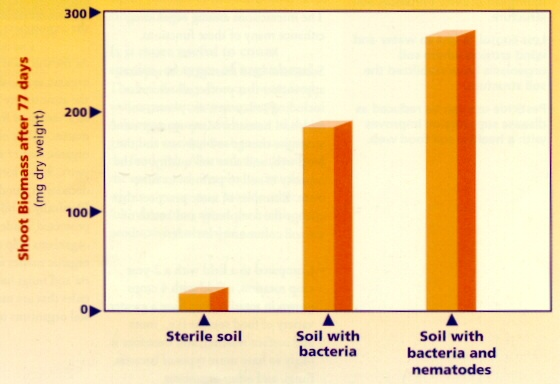 Shoot Biomass after 77 days
(mg dry weight)
300
200
100
0
Sterile soil
Soil with
bacteria
Soil with
bacteria and
nematodes